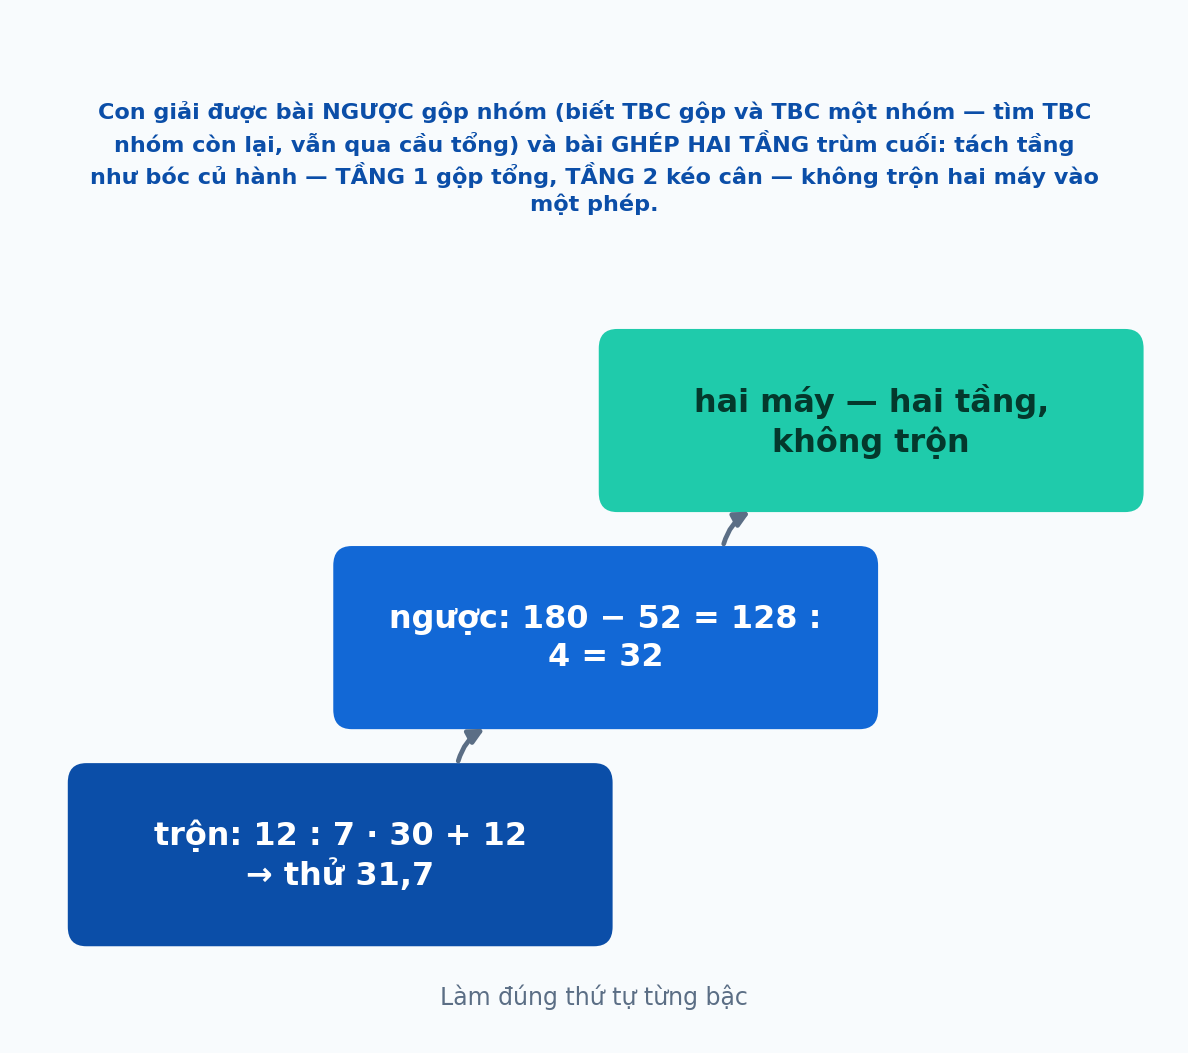 Con giải được bài NGƯỢC gộp nhóm (biết TBC gộp và TBC một nhóm — tìm TBC
nhóm còn lại, vẫn qua cầu tổng) và bài GHÉP HAI TẦNG trùm cuối: tách tầng
như bóc củ hành — TẦNG 1 gộp tổng, TẦNG 2 kéo cân — không trộn hai máy vào
một phép.
hai máy — hai tầng,
không trộn
ngược: 180 − 52 = 128 :
4 = 32
trộn: 12 : 7 · 30 + 12
→ thử 31,7
Làm đúng thứ tự từng bậc